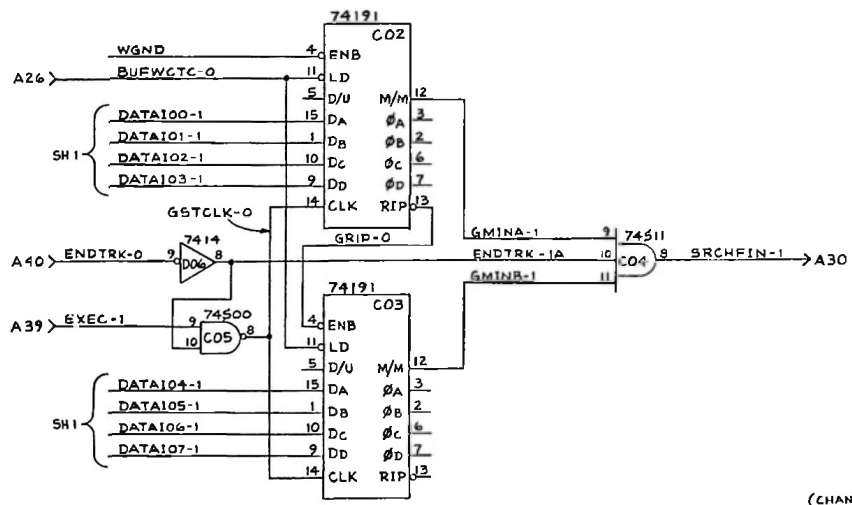 74191
C02
WGND 4 ENB
A26 BUFWCTC-0 11 LD
5 D/U M/M 12
DATAI00-1 15 DA ØA 3
DATAI01-1 1 DB ØB 2
SH1
DATAI02-1 10 DC ØC 6
DATAI03-1 9 DD ØD 7
14 CLK RIP 13
GSTCLK-0
GRIP-0
GMINA-1 9 74S11
7414
A40 ENDTRK-0 9 D06 8 ENDTRK-1A 10 C04 8 SRCHFIN-1 A30
GMINB-1 11
74191
C03
74S00
A39 EXEC-1 9 C05 8
10
4 ENB
11 LD
5 D/U M/M 12
DATAI04-1 15 DA ØA 3
DATAI05-1 1 DB ØB 2
SH1
DATAI06-1 10 DC ØC 6
DATAI07-1 9 DD ØD 7
14 CLK RIP 13
(CHAN